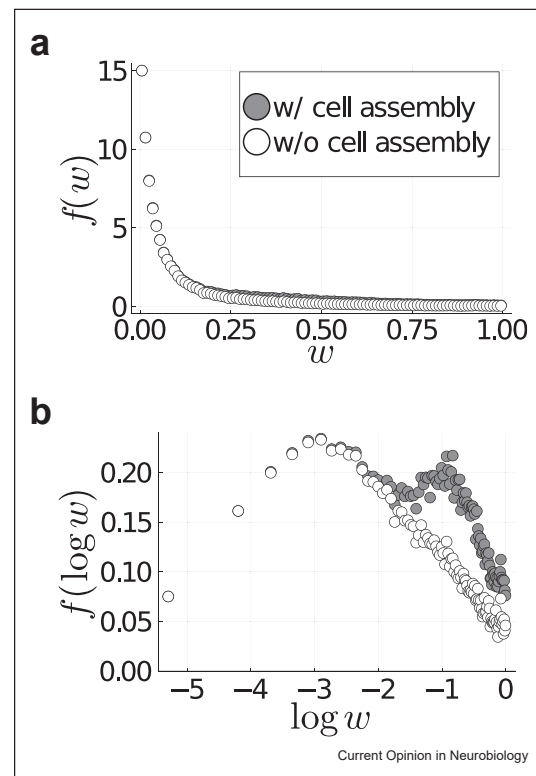 a
15
10
5
0
f(w)
w/ cell assembly
w/o cell assembly
0.00 0.25 0.50 0.75 1.00
w
b
0.20
0.15
0.10
0.05
0.00
f(log w)
−5 −4 −3 −2 −1 0
log w
Current Opinion in Neurobiology